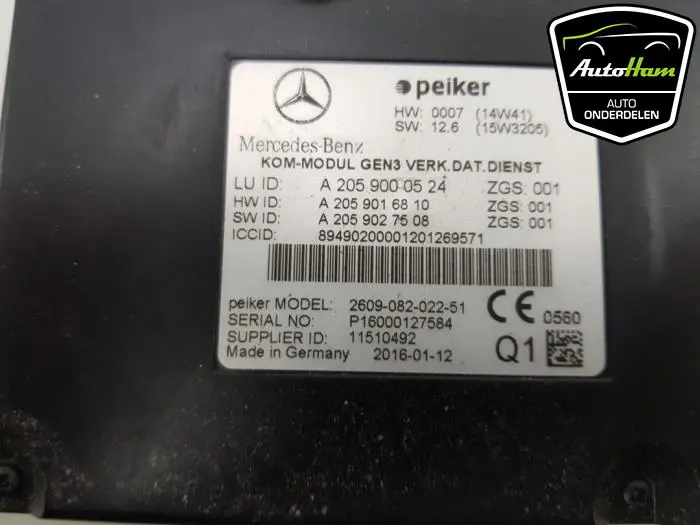 AutoHam
AUTO
ONDERDELEN
peiker
HW: 0007 (14W41)
SW: 12.6 (15W3205)
Mercedes-Benz
KOM-MODUL GEN3 VERK.DAT.DIENST
LU ID: A 205 900 05 24 ZGS: 001
HW ID: A 205 901 68 10 ZGS: 001
SW ID: A 205 902 75 08 ZGS: 001
ICCID: 89490200001201269571
peiker MODEL: 2609-082-022-51
SERIAL NO: P16000127584
SUPPLIER ID: 11510492
Made in Germany 2016-01-12
CE 0560
Q1